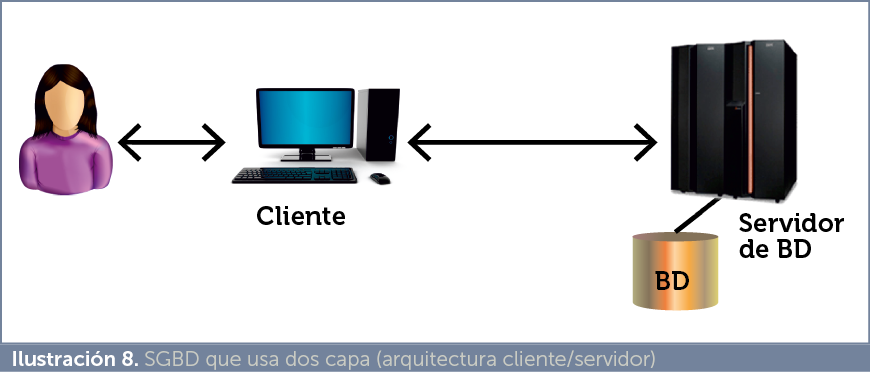 Cliente
Servidor
de BD
BD
Ilustración 8. SGBD que usa dos capa (arquitectura cliente/servidor)